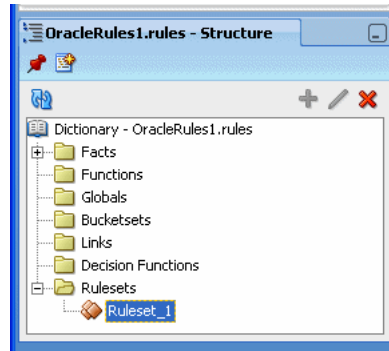 OracleRules1.rules - Structure
Dictionary - OracleRules1.rules
Facts
Functions
Globals
Bucketsets
Links
Decision Functions
Rulesets
Ruleset_1